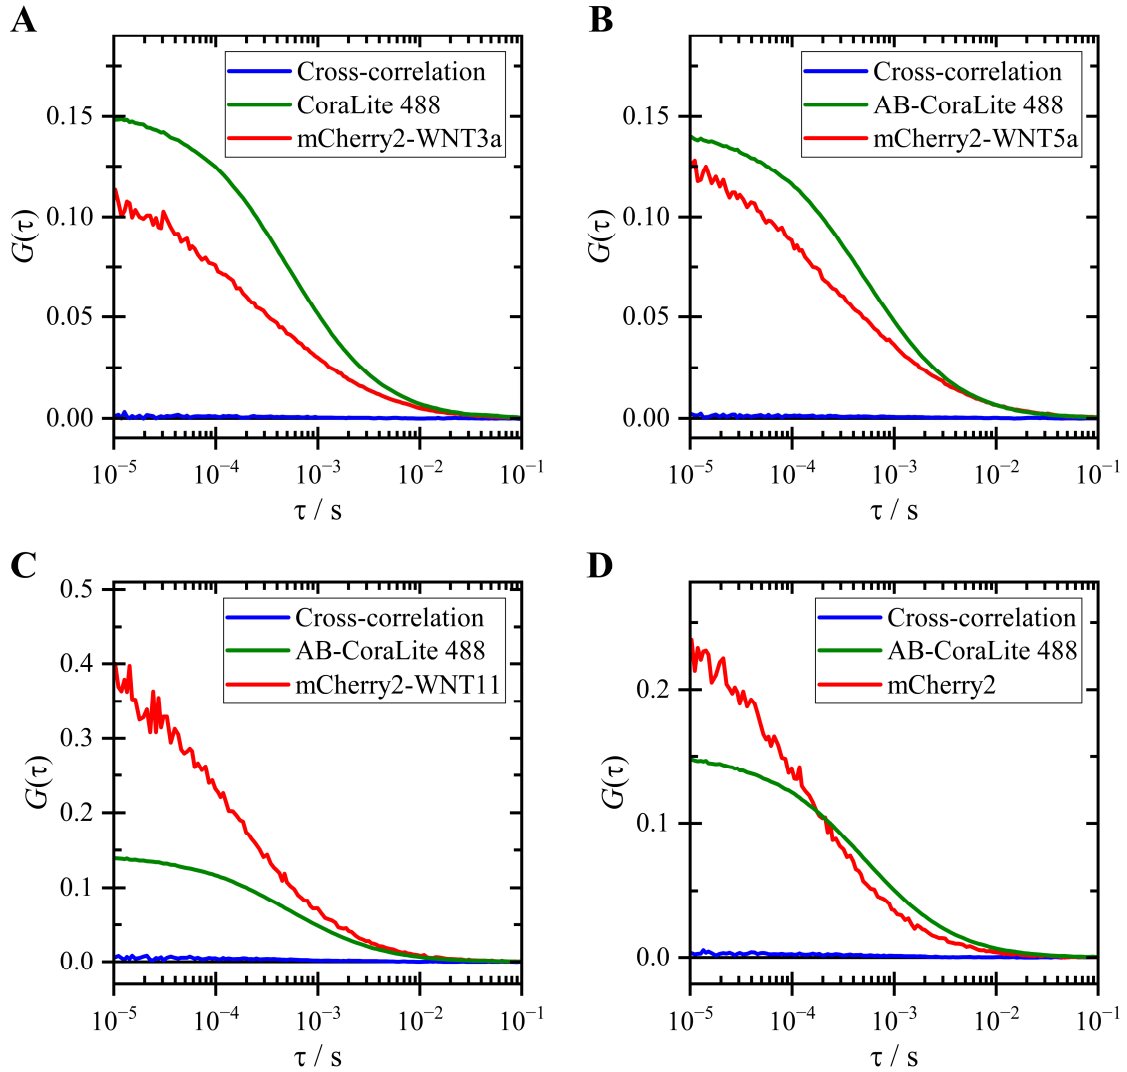 A
Cross-correlation
CoraLite 488
mCherry2-WNT3a
G(τ)
0.15
0.10
0.05
0.00
10⁻⁵ 10⁻⁴ 10⁻³ 10⁻² 10⁻¹
τ / s
B
Cross-correlation
AB-CoraLite 488
mCherry2-WNT5a
G(τ)
0.15
0.10
0.05
0.00
10⁻⁵ 10⁻⁴ 10⁻³ 10⁻² 10⁻¹
τ / s
C
Cross-correlation
AB-CoraLite 488
mCherry2-WNT11
G(τ)
0.5
0.4
0.3
0.2
0.1
0.0
10⁻⁵ 10⁻⁴ 10⁻³ 10⁻² 10⁻¹
τ / s
D
Cross-correlation
AB-CoraLite 488
mCherry2
G(τ)
0.2
0.1
0.0
10⁻⁵ 10⁻⁴ 10⁻³ 10⁻² 10⁻¹
τ / s